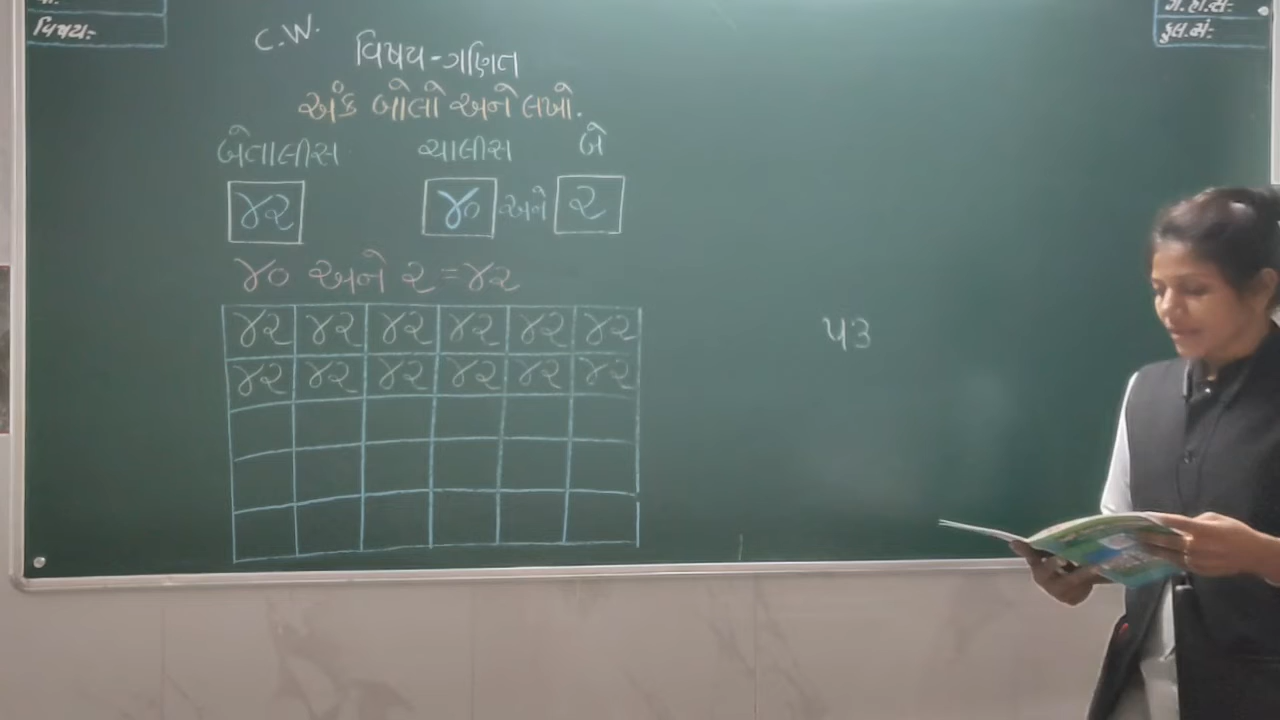 વિષય:-
ગ. હા. સં:-
કુલ. સં:-
C.W.
વિષય-ગણિત
અંક બોલો અને લખો.
બેતાલીસ ચાલીસ બે
૪૨ ૪૦ અને ૨
૪૦ અને ૨ =૪૨
૪૨ ૪૨ ૪૨ ૪૨ ૪૨ ૪૨
૪૨ ૪૨ ૪૨ ૪૨ ૪૨ ૪૨
૫૩